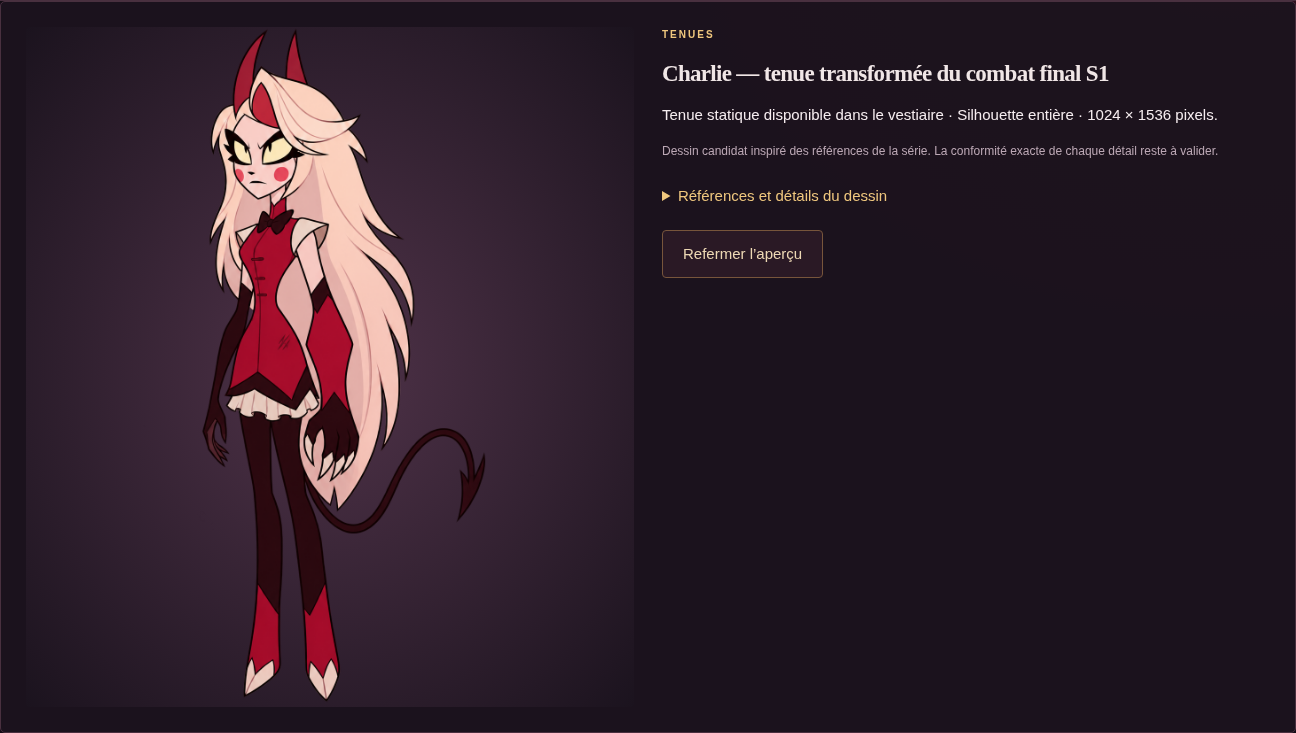 TENUES
Charlie — tenue transformée du combat final S1
Tenue statique disponible dans le vestiaire · Silhouette entière · 1024 × 1536 pixels.
Dessin candidat inspiré des références de la série. La conformité exacte de chaque détail reste à valider.
Références et détails du dessin
Refermer l’aperçu